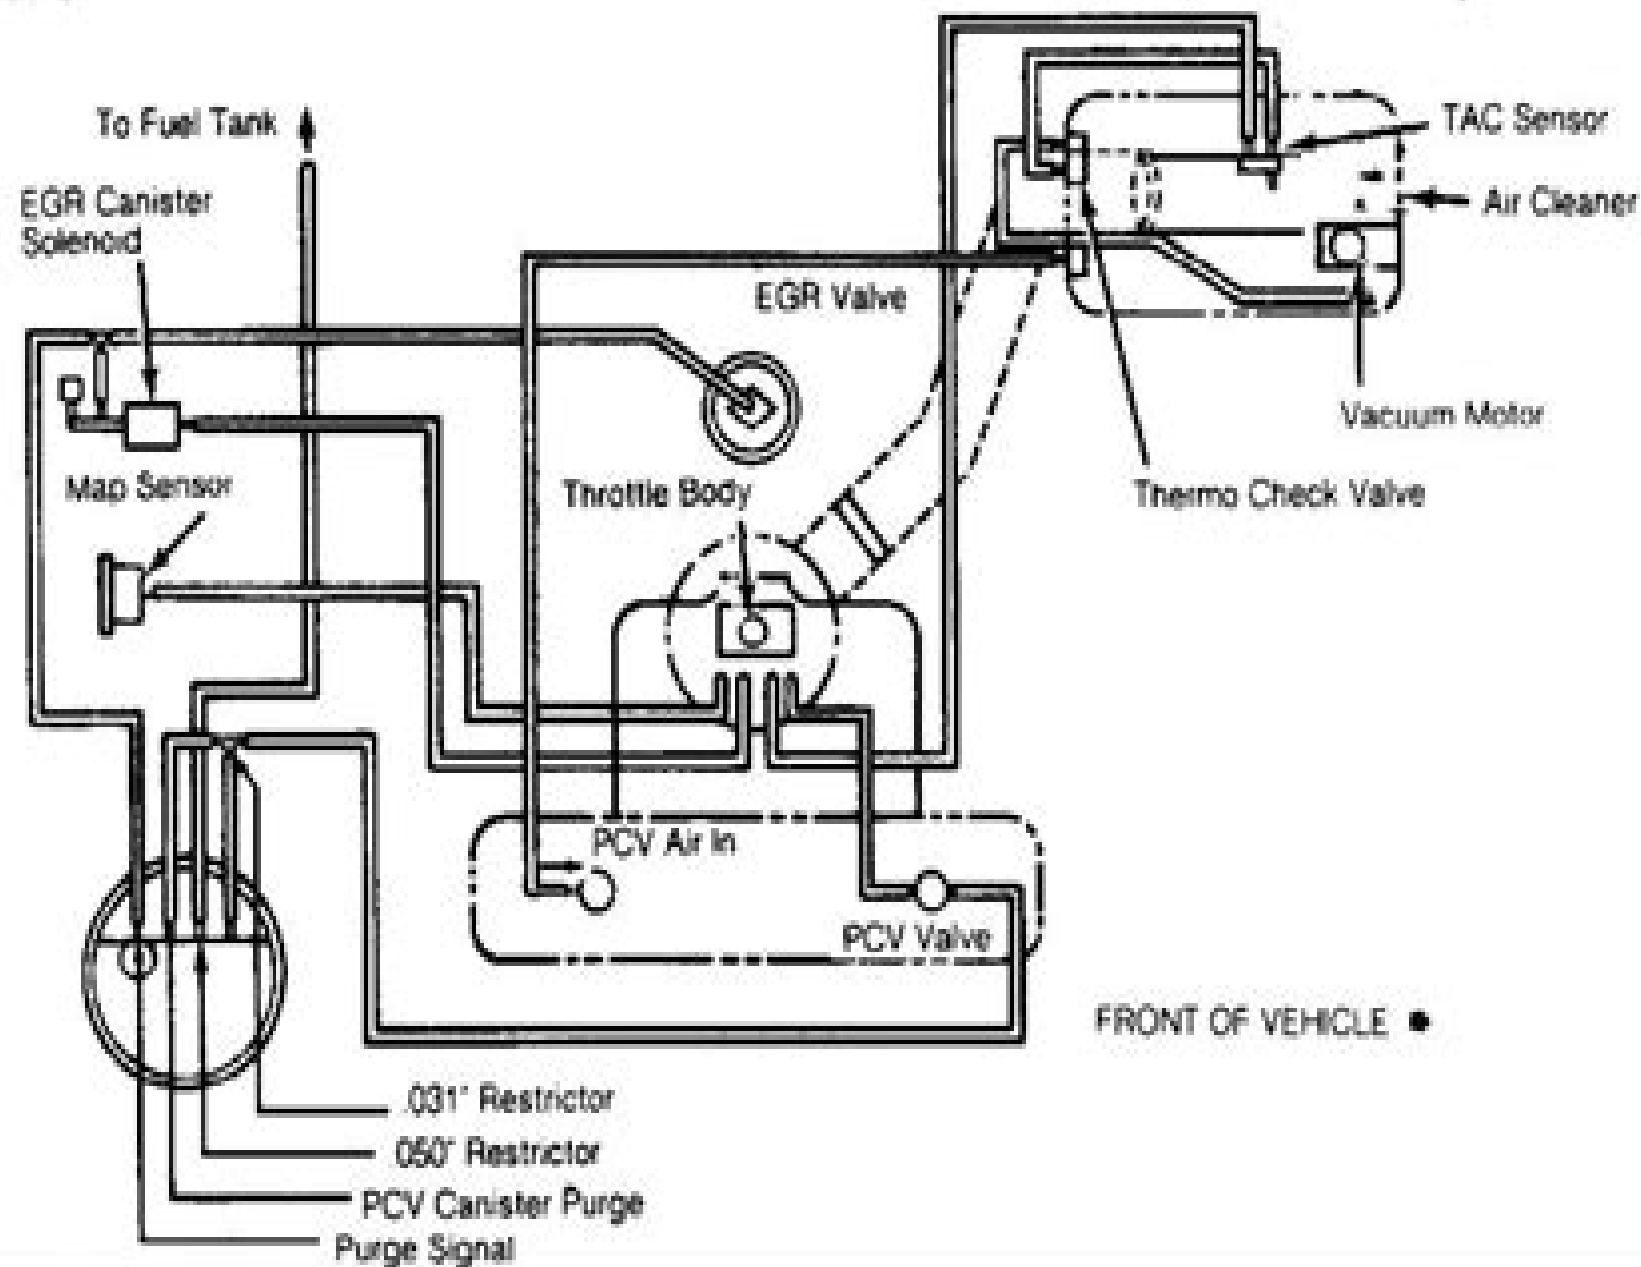 To Fuel Tank
TAC Sensor
EGR Canister
Solenoid
Air Cleaner
EGR Valve
Vacuum Motor
Map Sensor
Throttle Body
Thermo Check Valve
PCV Air In
PCV Valve
FRONT OF VEHICLE
.031" Restrictor
.050" Restrictor
PCV Canister Purge
Purge Signal